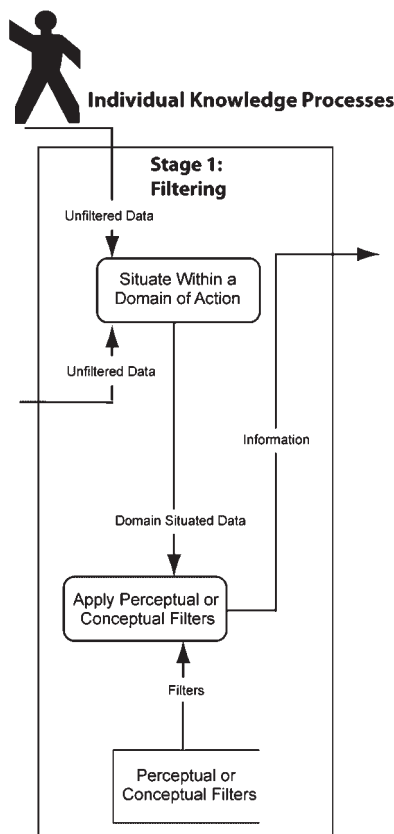 Individual Knowledge Processes
Stage 1:
Filtering
Unfiltered Data
Situate Within a
Domain of Action
Unfiltered Data
Information
Domain Situated Data
Apply Perceptual or
Conceptual Filters
Filters
Perceptual or
Conceptual Filters